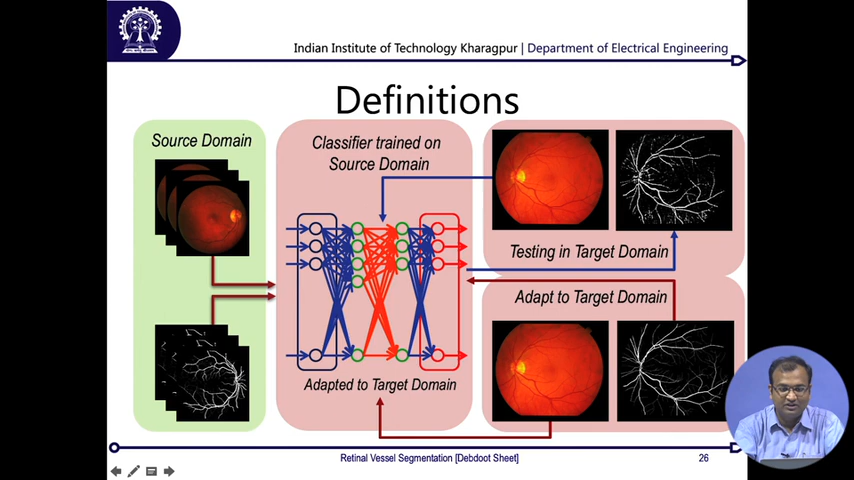 Indian Institute of Technology Kharagpur | Department of Electrical Engineering
Definitions
Source Domain
Classifier trained on
Source Domain
Adapted to Target Domain
Testing in Target Domain
Adapt to Target Domain
Retinal Vessel Segmentation [Debdoot Sheet]
26